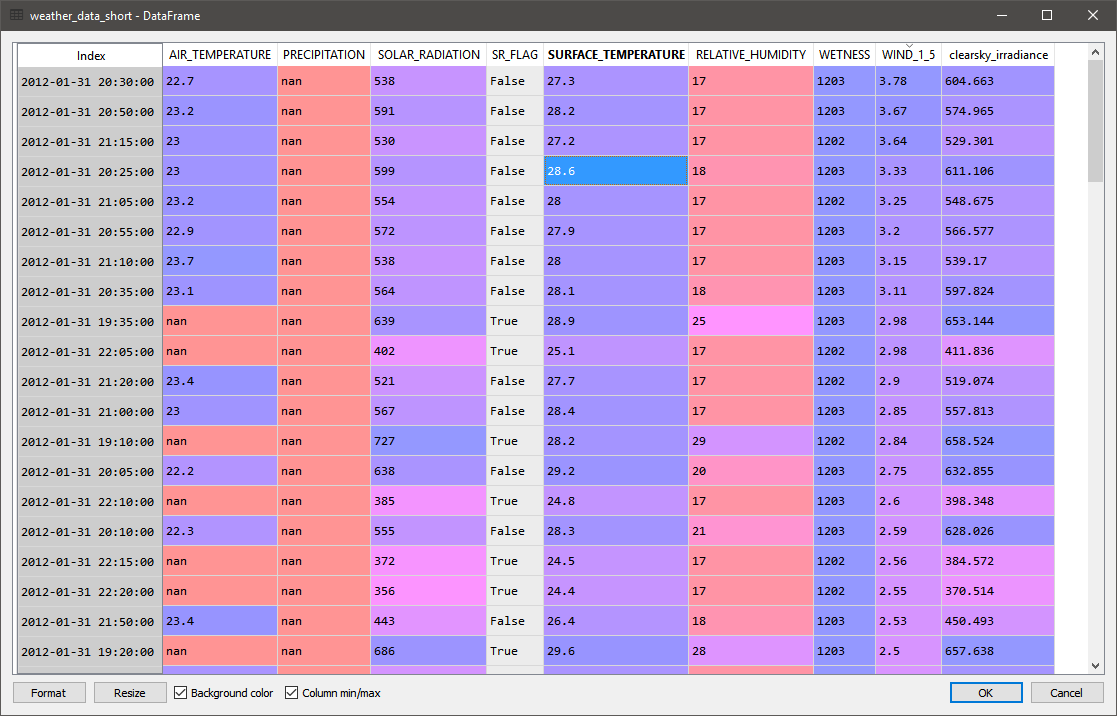 weather_data_short - DataFrame
Index AIR_TEMPERATURE PRECIPITATION SOLAR_RADIATION SR_FLAG SURFACE_TEMPERATURE RELATIVE_HUMIDITY WETNESS WIND_1_5 clearsky_irradiance
2012-01-31 20:30:00 22.7 nan 538 False 27.3 17 1203 3.78 604.663
2012-01-31 20:50:00 23.2 nan 591 False 28.2 17 1203 3.67 574.965
2012-01-31 21:15:00 23 nan 530 False 27.2 17 1202 3.64 529.301
2012-01-31 20:25:00 23 nan 599 False 28.6 18 1203 3.33 611.106
2012-01-31 21:05:00 23.2 nan 554 False 28 17 1202 3.25 548.675
2012-01-31 20:55:00 22.9 nan 572 False 27.9 17 1203 3.2 566.577
2012-01-31 21:10:00 23.7 nan 538 False 28 17 1203 3.15 539.17
2012-01-31 20:35:00 23.1 nan 564 False 28.1 18 1203 3.11 597.824
2012-01-31 19:35:00 nan nan 639 True 28.9 25 1203 2.98 653.144
2012-01-31 22:05:00 nan nan 402 True 25.1 17 1202 2.98 411.836
2012-01-31 21:20:00 23.4 nan 521 False 27.7 17 1202 2.9 519.074
2012-01-31 21:00:00 23 nan 567 False 28.4 17 1202 2.85 557.813
2012-01-31 19:10:00 nan nan 727 True 28.2 29 1202 2.84 658.524
2012-01-31 20:05:00 22.2 nan 638 False 29.2 20 1203 2.75 632.855
2012-01-31 22:10:00 nan nan 385 True 24.8 17 1202 2.6 398.348
2012-01-31 20:10:00 22.3 nan 555 False 28.3 21 1203 2.59 628.026
2012-01-31 22:15:00 nan nan 372 True 24.5 17 1202 2.56 384.572
2012-01-31 22:20:00 nan nan 356 True 24.4 17 1202 2.55 370.514
2012-01-31 21:50:00 23.4 nan 443 False 26.4 18 1203 2.53 450.493
2012-01-31 19:20:00 nan nan 686 True 29.6 28 1203 2.5 657.638
Format Resize Background color Column min/max OK Cancel